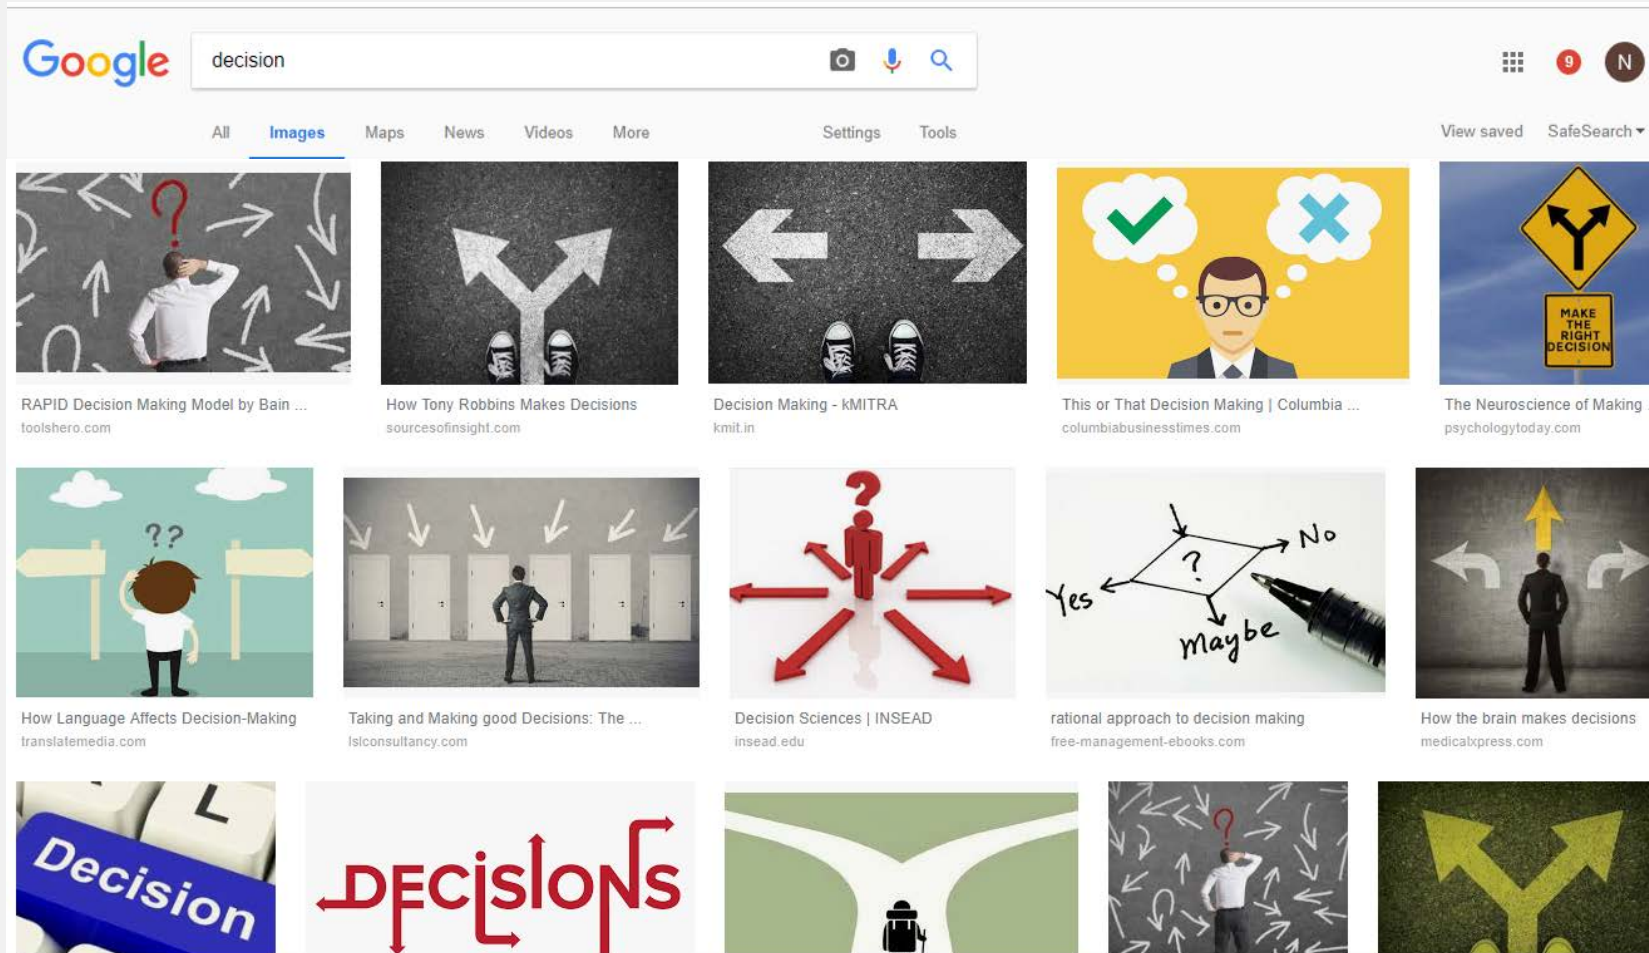 Google
decision
9
N
All Images Maps News Videos More Settings Tools
View saved SafeSearch
?
MAKE
THE
RIGHT
DECISION
RAPID Decision Making Model by Bain ...
toolshero.com
How Tony Robbins Makes Decisions
sourcesofinsight.com
Decision Making - kMITRA
kmit.in
This or That Decision Making | Columbia ...
columbiabusinesstimes.com
The Neuroscience of Making
psychologytoday.com
??
?
?
No
Yes
Maybe
How Language Affects Decision-Making
translatemedia.com
Taking and Making good Decisions: The ...
lslconsultancy.com
Decision Sciences | INSEAD
insead.edu
rational approach to decision making
free-management-ebooks.com
How the brain makes decisions
medicalxpress.com
L
Decision
DECISIONS
?